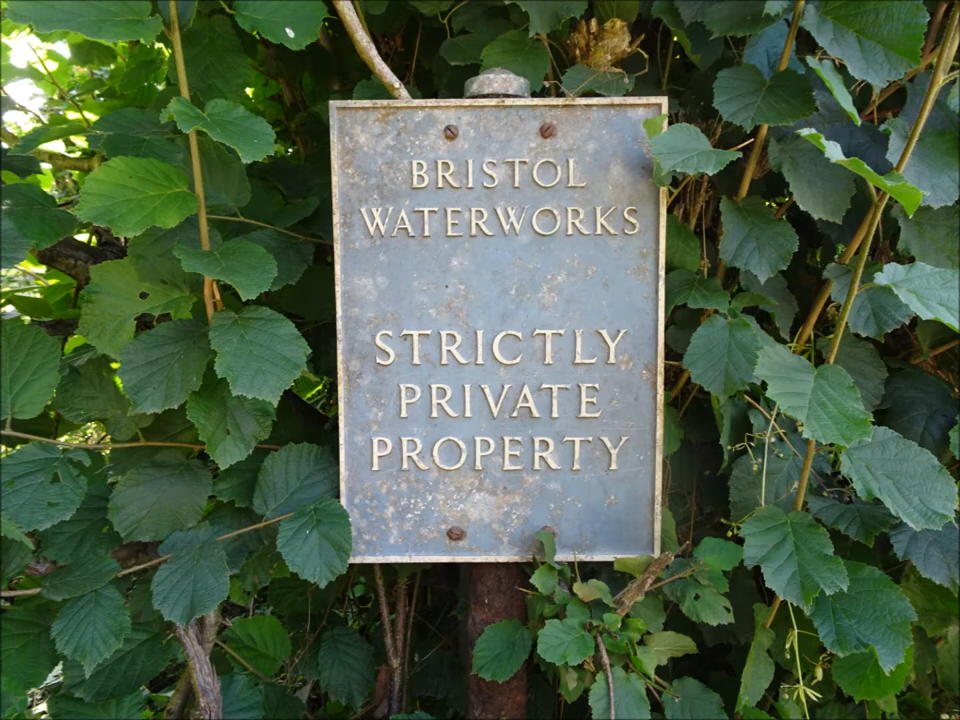 BRISTOL
WATERWORKS
STRICTLY
PRIVATE
PROPERTY